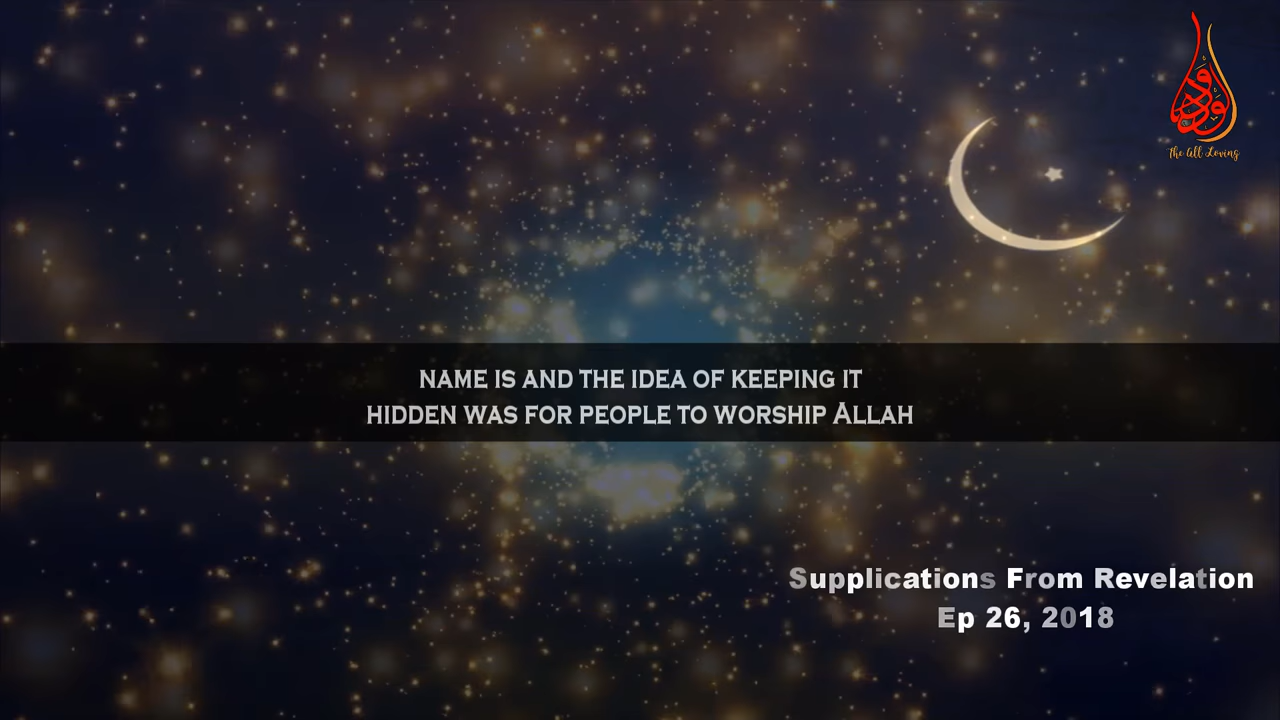 الودود
The All Loving
NAME IS AND THE IDEA OF KEEPING IT
HIDDEN WAS FOR PEOPLE TO WORSHIP ALLAH
Supplications From Revelation
Ep 26, 2018